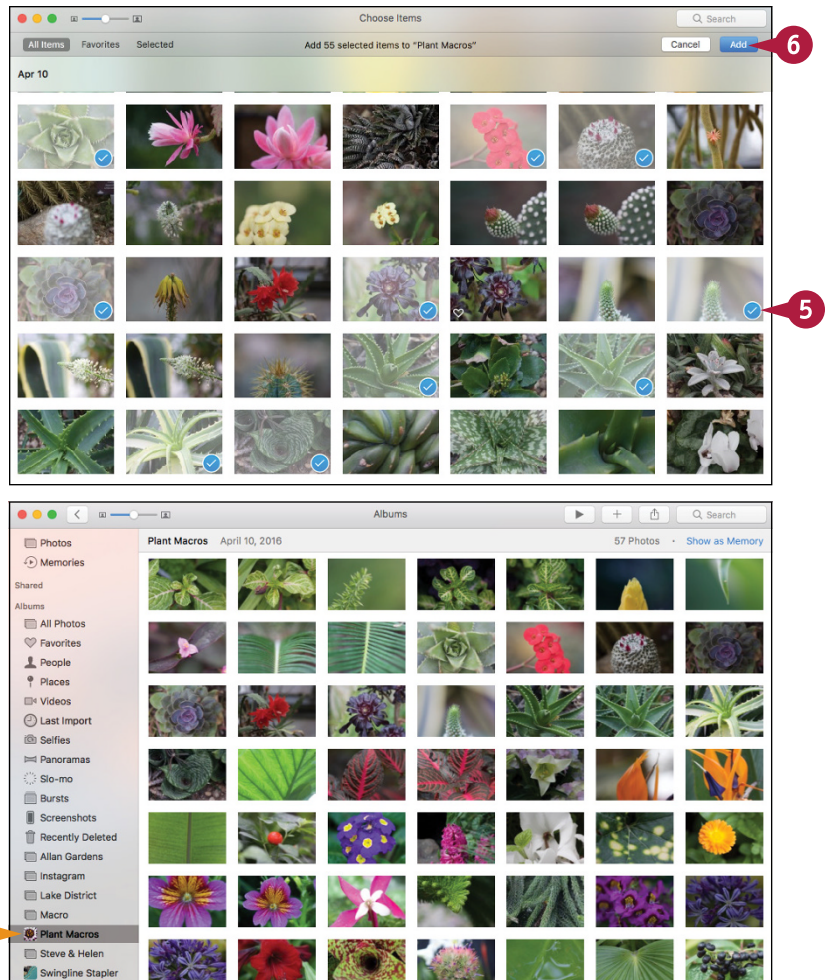 Choose Items
Search
All Items Favorites Selected Add 55 selected items to “Plant Macros” Cancel Add
6
Apr 10
5
Albums
Search
Photos
Memories
Shared
Albums
All Photos
Favorites
People
Places
Videos
Last Import
Selfies
Panoramas
Slo-mo
Bursts
Screenshots
Recently Deleted
Allan Gardens
Instagram
Lake District
Macro
Plant Macros
Steve & Helen
Swingline Stapler
Plant Macros April 10, 2016 57 Photos · Show as Memory